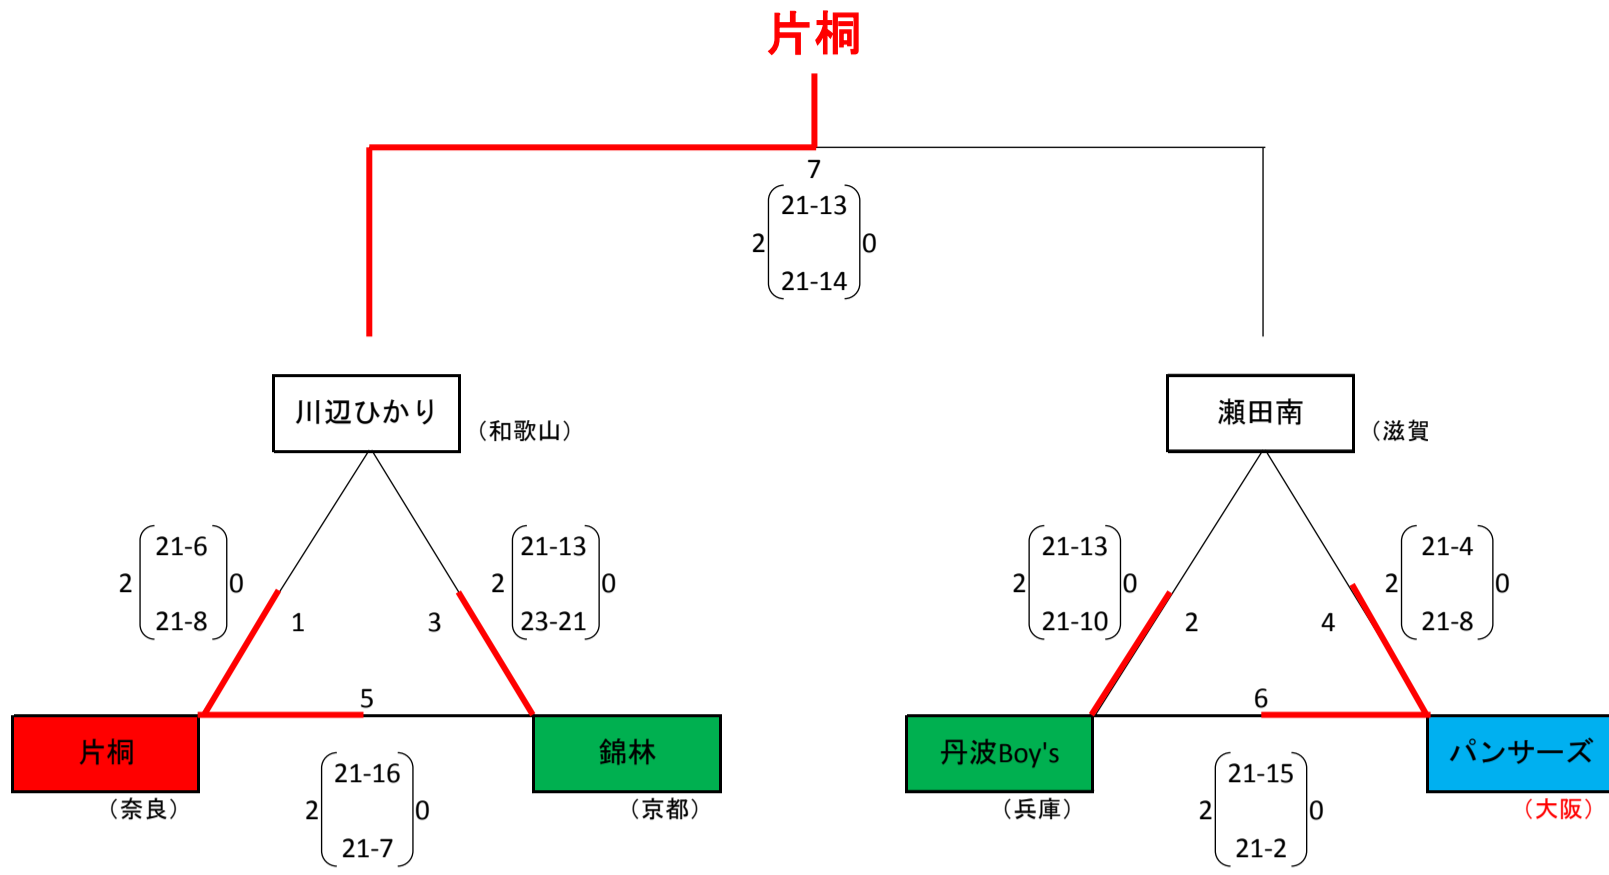 片桐
7
21-13
2 0
21-14
川辺ひかり
（和歌山）
瀬田南
（滋賀
21-6
2 0
21-8
1
21-13
2 0
23-21
3
21-13
2 0
21-10
2
21-4
2 0
21-8
4
5
6
片桐
錦林
丹波Boy's
パンサーズ
（奈良）
（京都）
（兵庫）
（大阪）
21-16
2 0
21-7
21-15
2 0
21-2